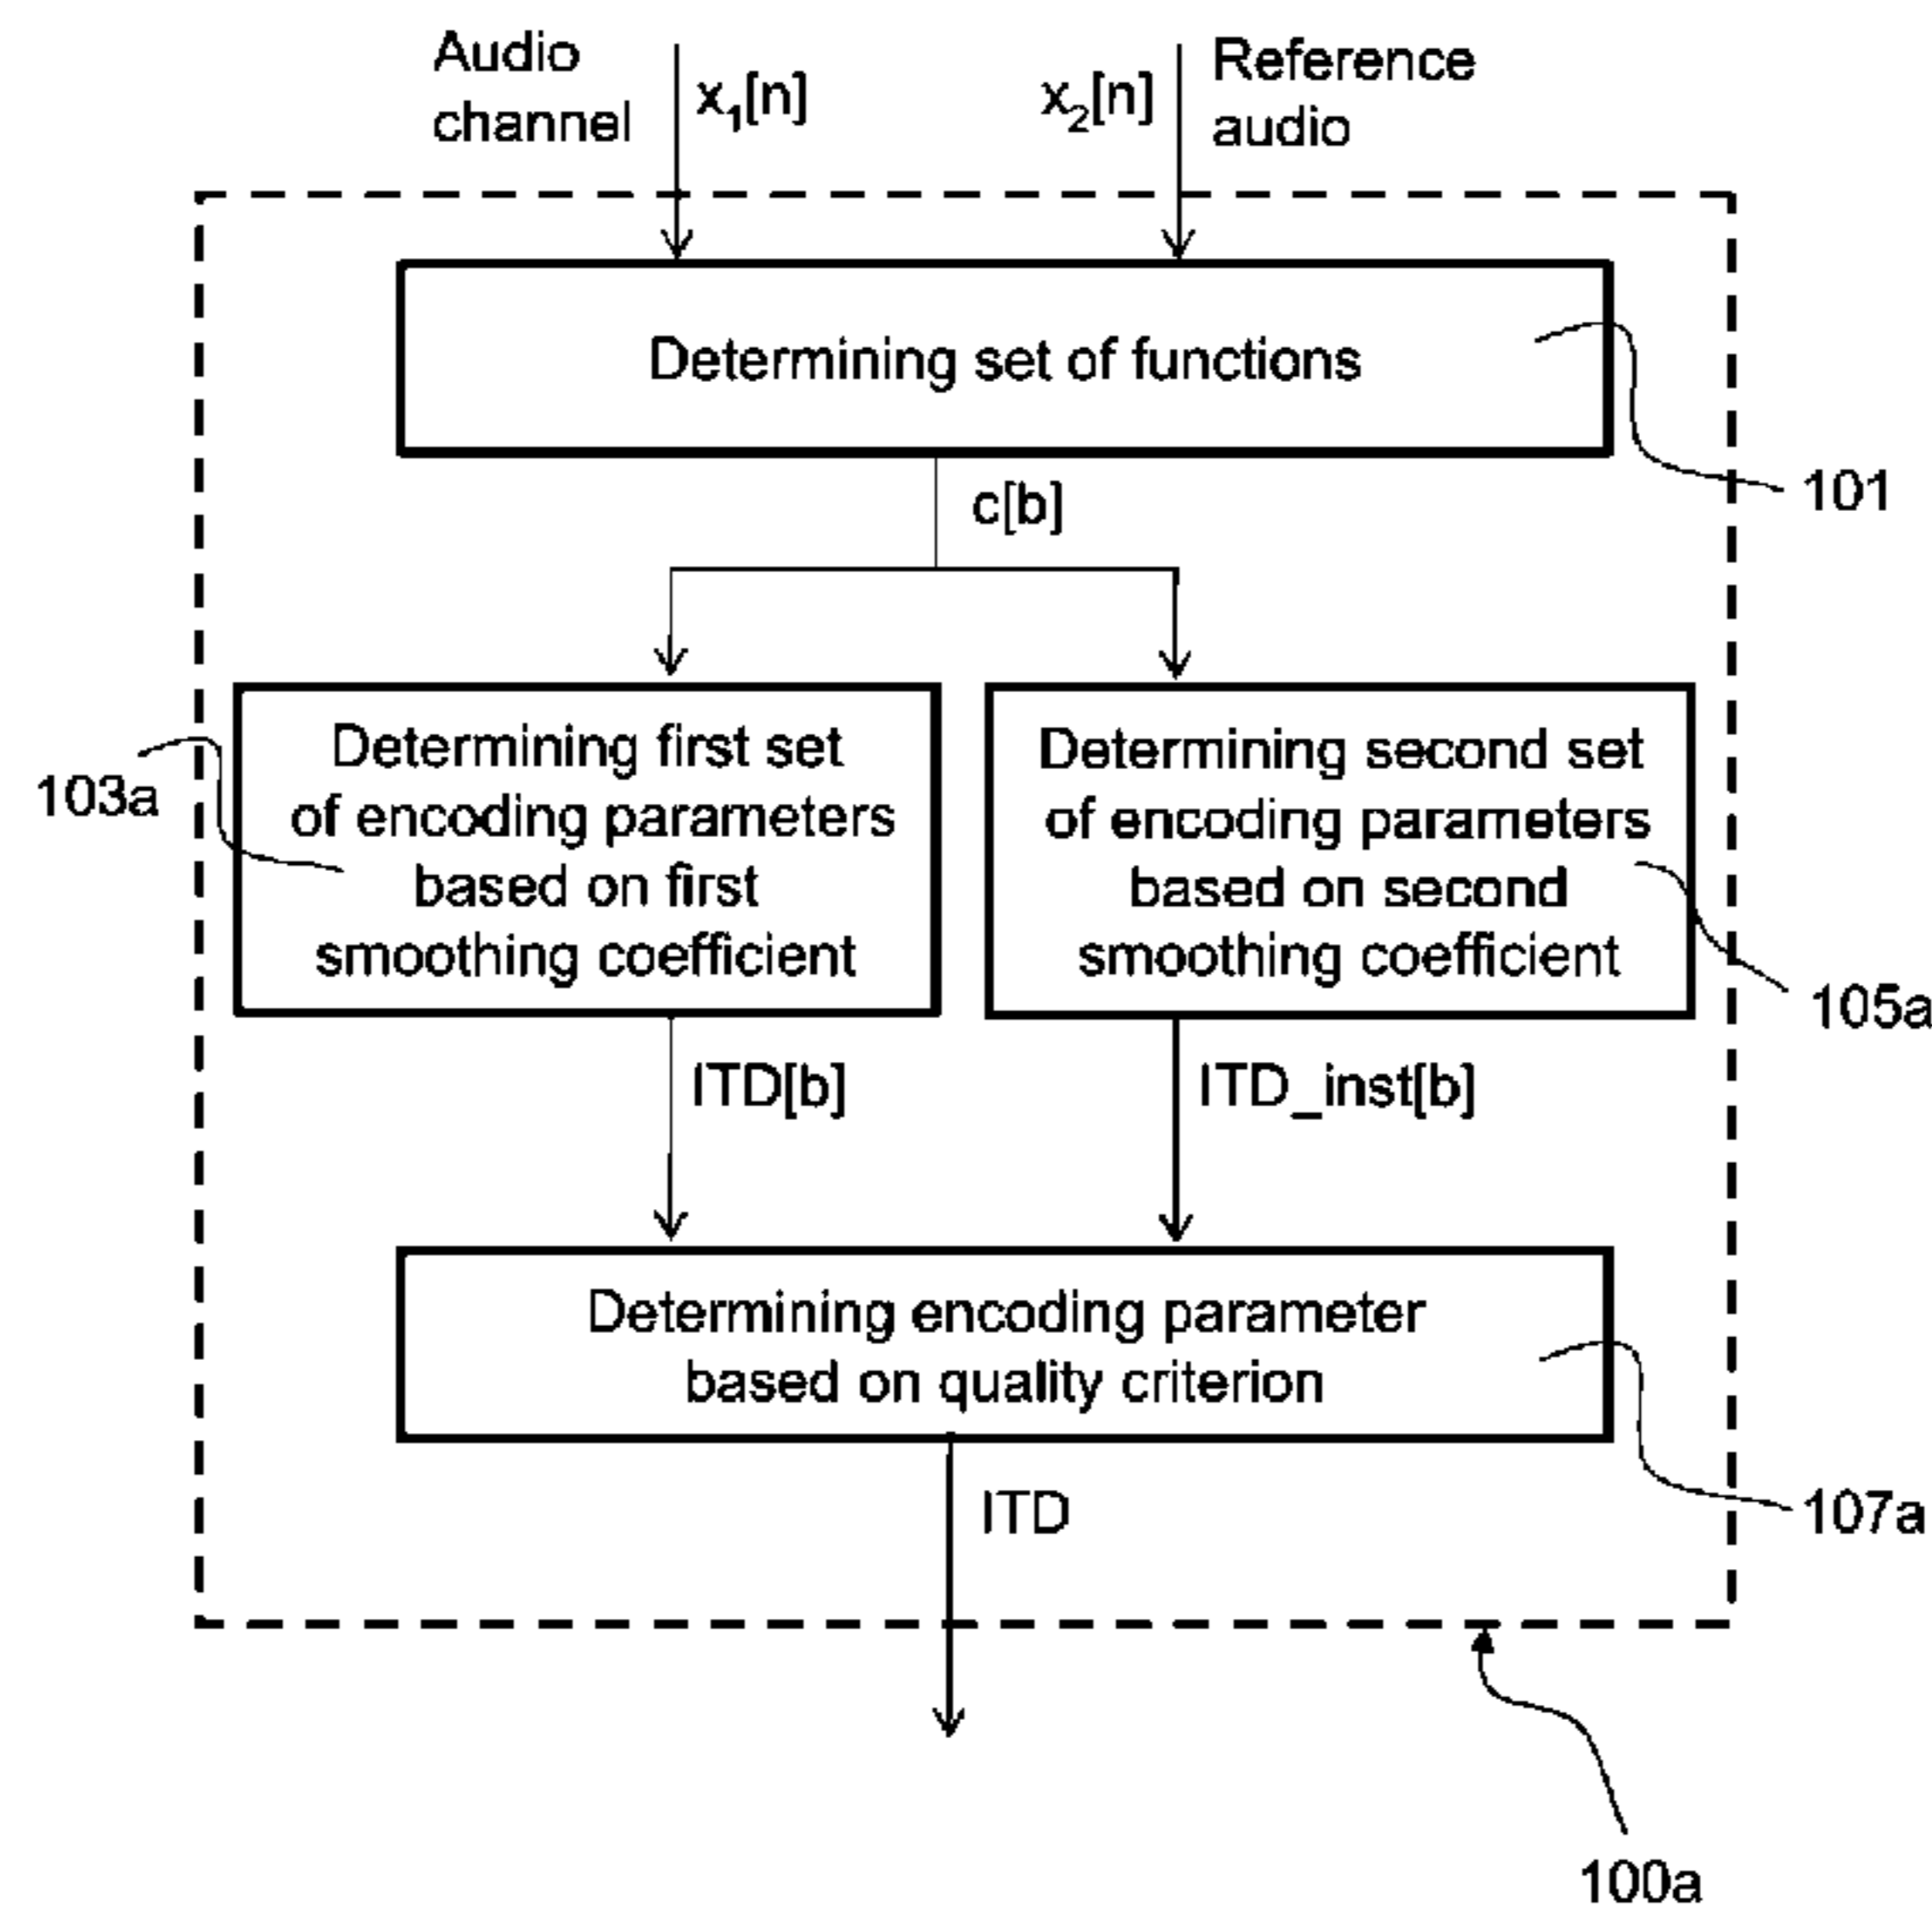 Audio
channel
x₁[n]
x₂[n]
Reference
audio
Determining set of functions
101
c[b]
Determining first set
of encoding parameters
based on first
smoothing coefficient
103a
Determining second set
of encoding parameters
based on second
smoothing coefficient
105a
ITD[b]
ITD_inst[b]
Determining encoding parameter
based on quality criterion
107a
ITD
100a